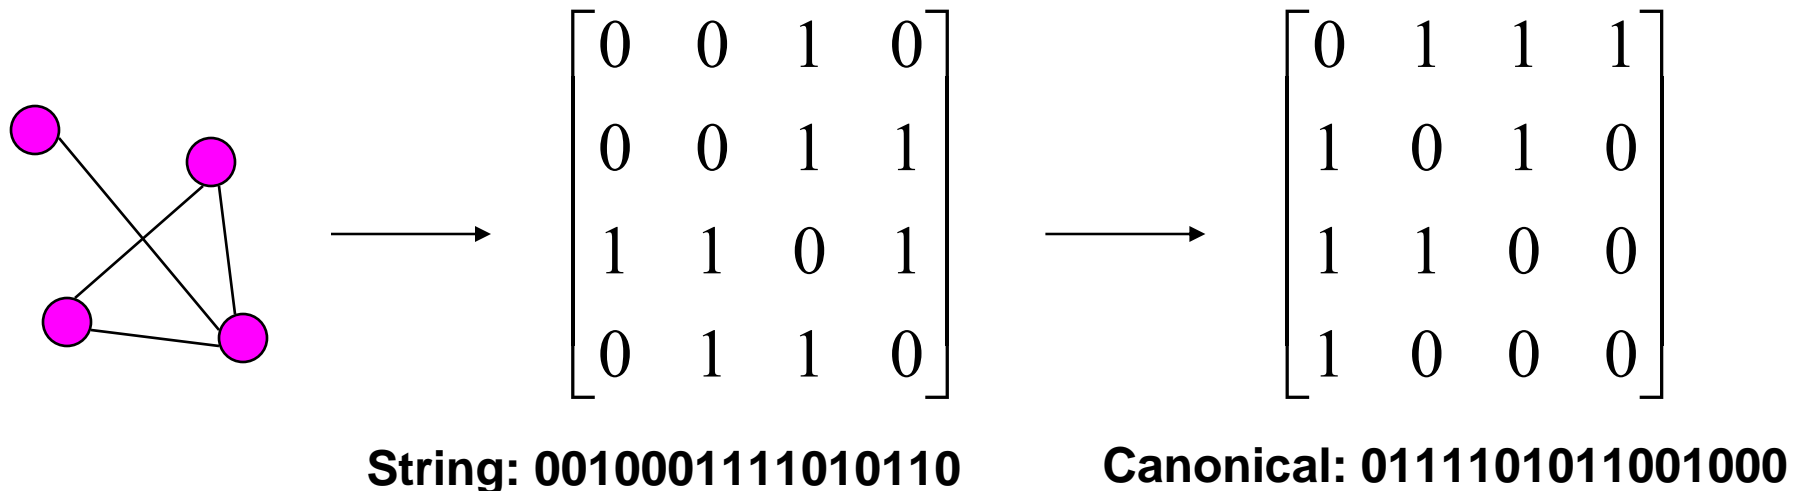 0 0 1 0 0 1 1 1
0 0 1 1 1 0 1 0
1 1 0 1 1 1 0 0
0 1 1 0 1 0 0 0
String: 0010001111010110 Canonical: 0111101011001000